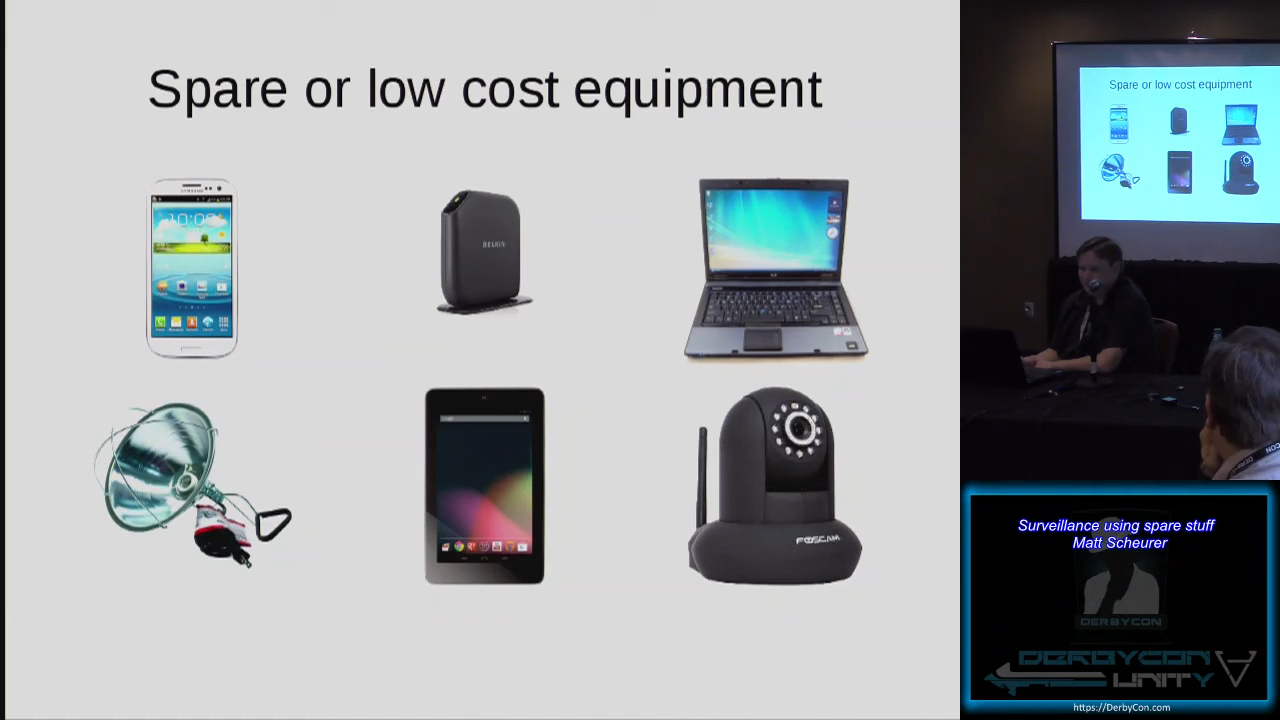 Spare or low cost equipment
SAMSUNG
BELKIN
FOSCAM
Spare or low cost equipment
Surveillance using spare stuff
Matt Scheurer
DERBYCON
DERBYCON
UNITY
https://DerbyCon.com